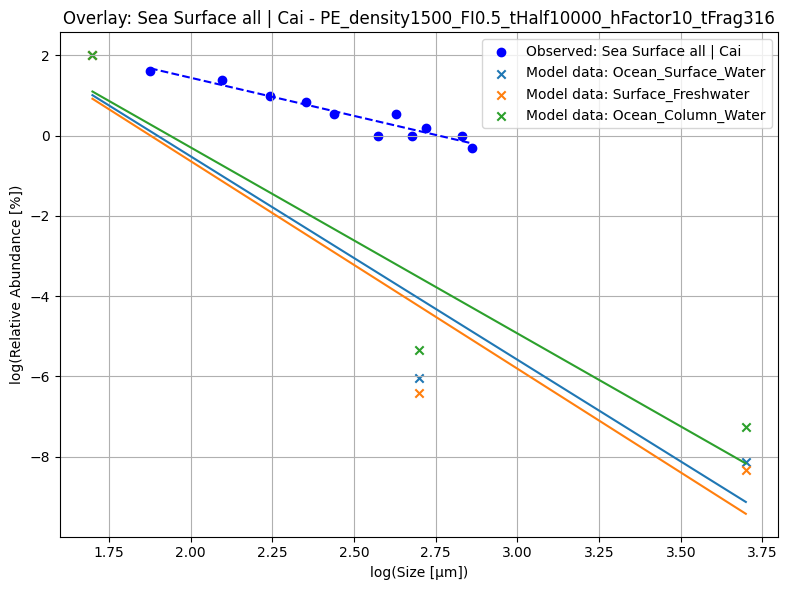 Overlay: Sea Surface all | Cai - PE_density1500_FI0.5_tHalf10000_hFactor10_tFrag316
Observed: Sea Surface all | Cai
Model data: Ocean_Surface_Water
Model data: Surface_Freshwater
Model data: Ocean_Column_Water
log(Relative Abundance [%])
2
0
−2
−4
−6
−8
1.75 2.00 2.25 2.50 2.75 3.00 3.25 3.50 3.75
log(Size [μm])